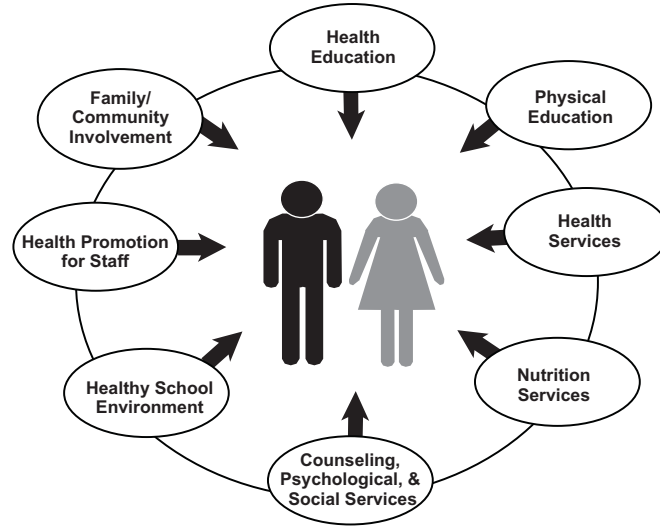 Health
Education
Physical
Education
Health
Services
Nutrition
Services
Counseling,
Psychological, &
Social Services
Healthy School
Environment
Health Promotion
for Staff
Family/
Community
Involvement